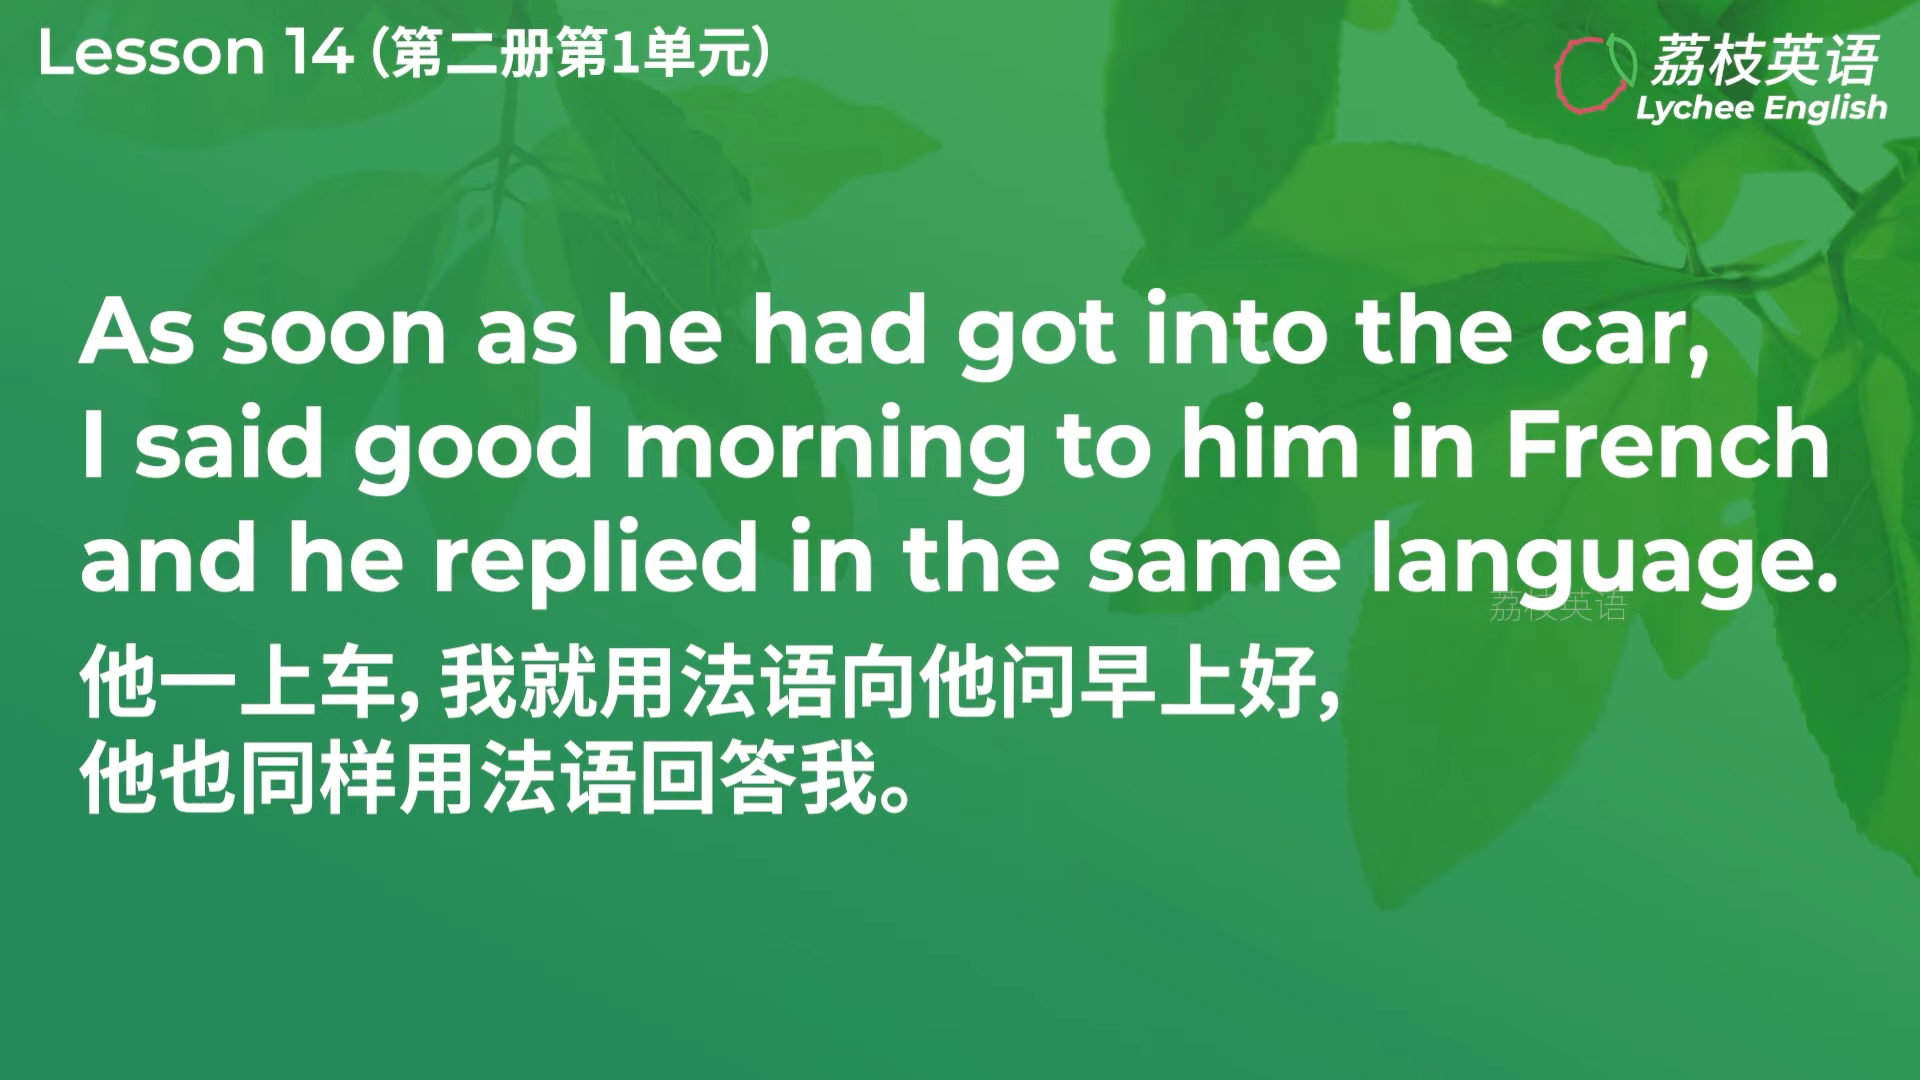 Lesson 14 (第二册第1单元)
荔枝英语
Lychee English
As soon as he had got into the car,
I said good morning to him in French
and he replied in the same language.
荔枝英语
他一上车, 我就用法语向他问早上好,
他也同样用法语回答我。